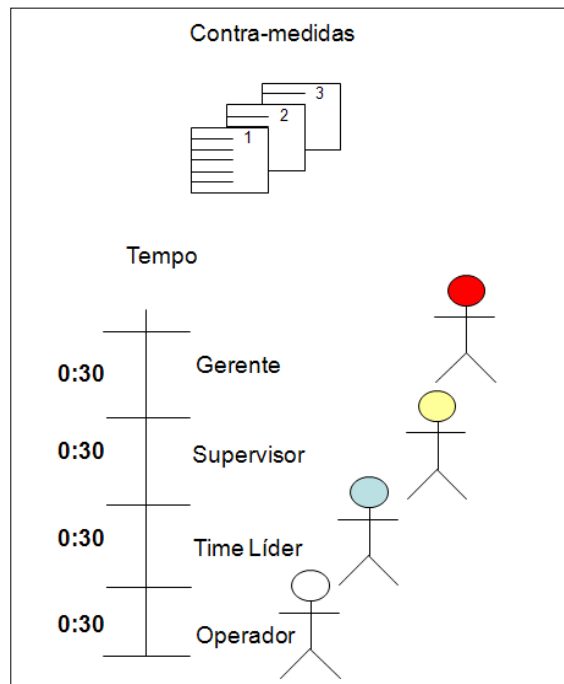 Contra-medidas
3
2
1
Tempo
0:30 Gerente
0:30 Supervisor
0:30 Time Líder
0:30 Operador